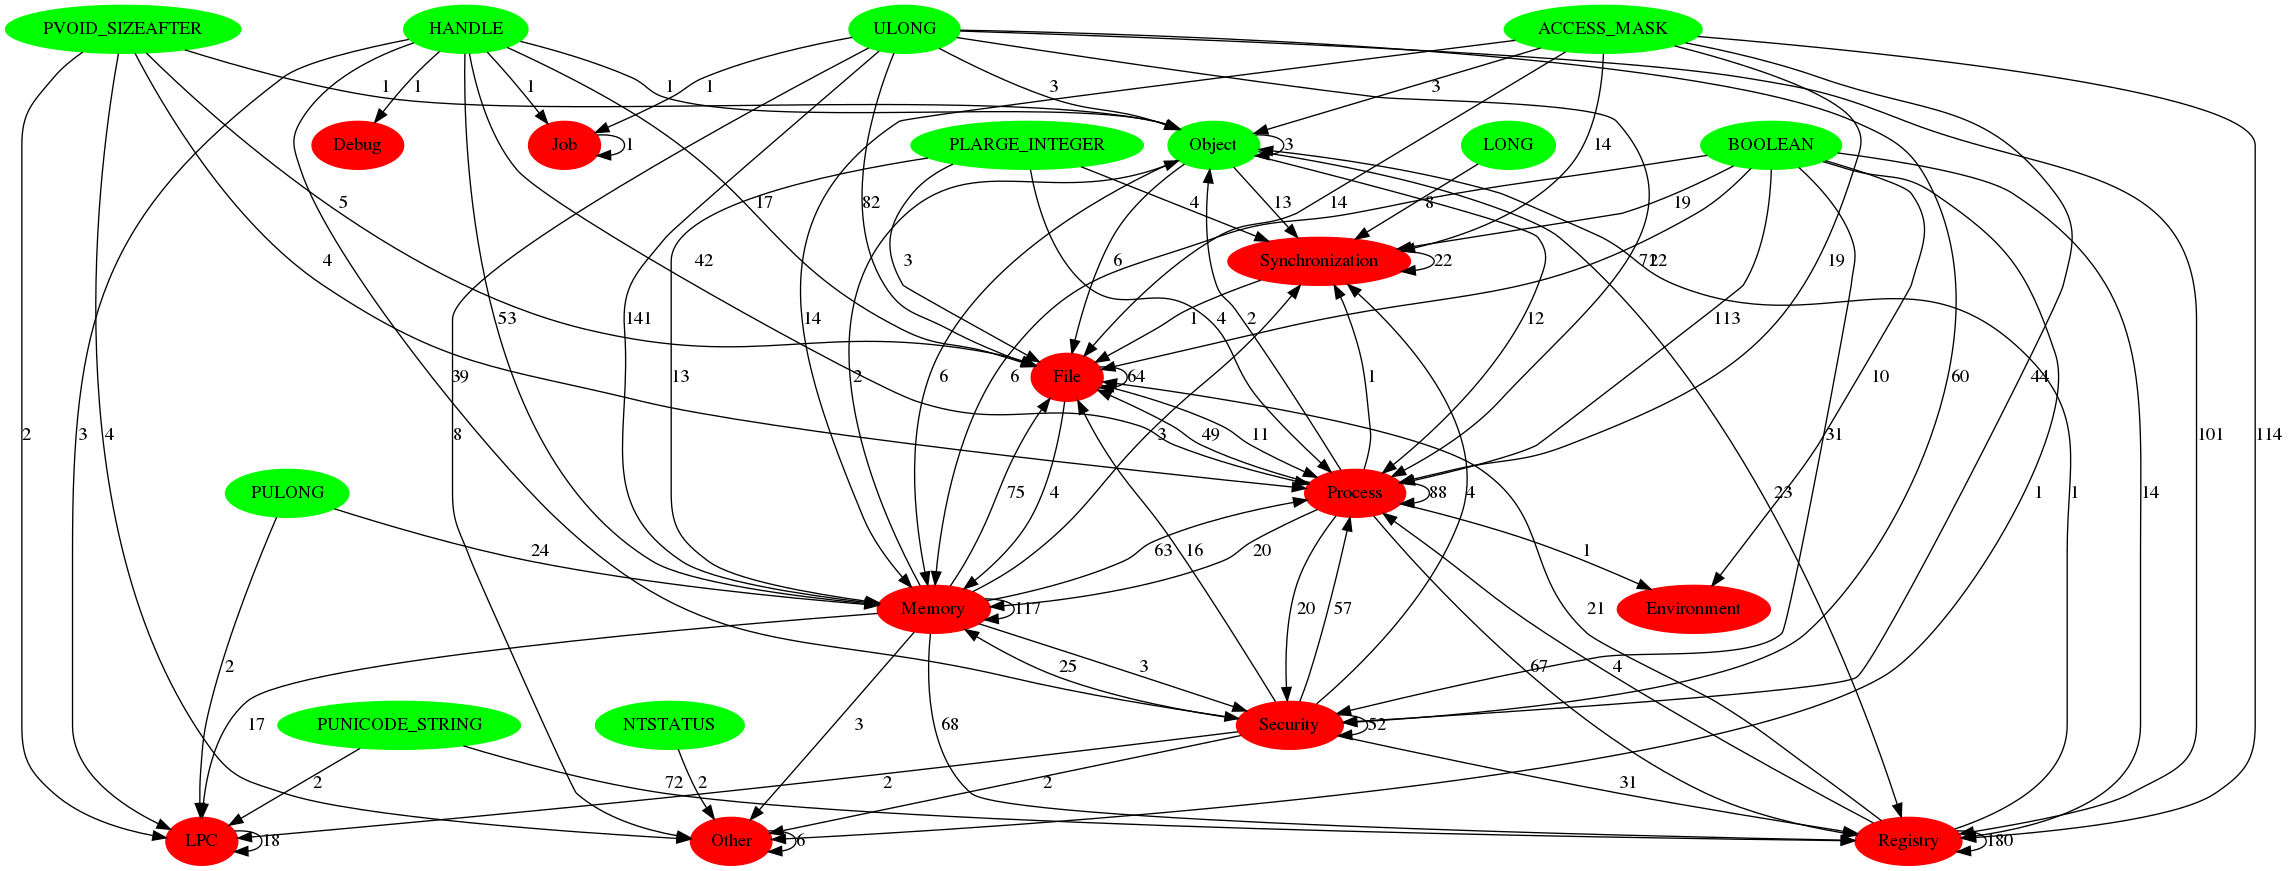 PVOID_SIZEAFTER HANDLE ULONG ACCESS_MASK
1 1 1 1 1 3 3
Debug Job 1 PLARGE_INTEGER Object 3 LONG BOOLEAN 14
2 5 4 42 17 82 4 13 14 8 19
3 6 Synchronization 22 72 12 19
4 53 141 14 1 4 2 12 113
3 39 13 2 6 6 File 64 1 10 60 44
2 3 4 8 3 49 11 31 1 1 14 101 114
PULONG Process 88 23
24 75 4 63 16 20 4 1
Memory 117 20 57 21 Environment
2 25 3 67 4
17 PUNICODE_STRING NTSTATUS 3 68 Security 52
2 72 2 2 2 31
LPC 18 Other 6 Registry 180